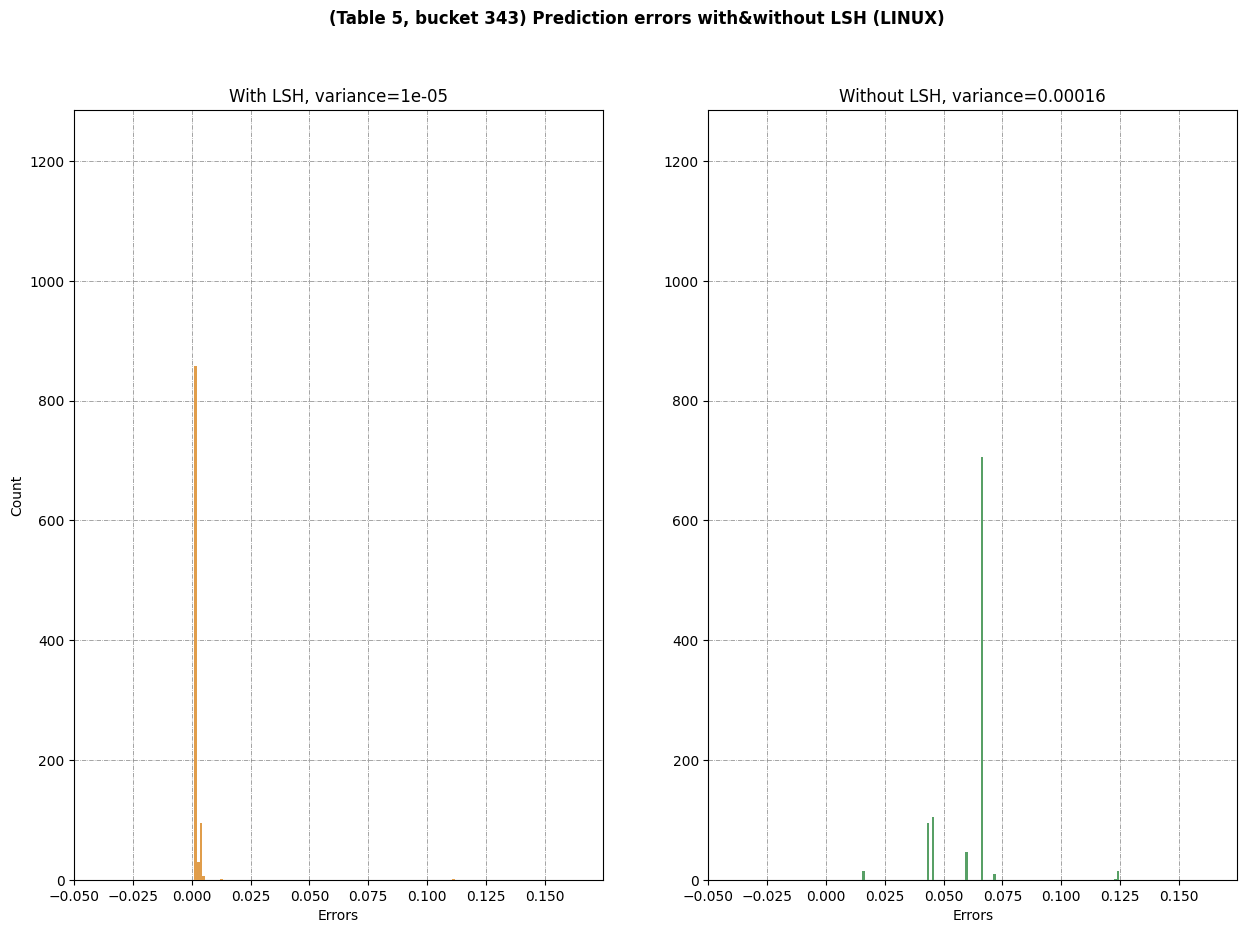 (Table 5, bucket 343) Prediction errors with&without LSH (LINUX)
With LSH, variance=1e-05
Count
1200
1000
800
600
400
200
0
−0.050 −0.025 0.000 0.025 0.050 0.075 0.100 0.125 0.150
Errors
Without LSH, variance=0.00016
1200
1000
800
600
400
200
0
−0.050 −0.025 0.000 0.025 0.050 0.075 0.100 0.125 0.150
Errors